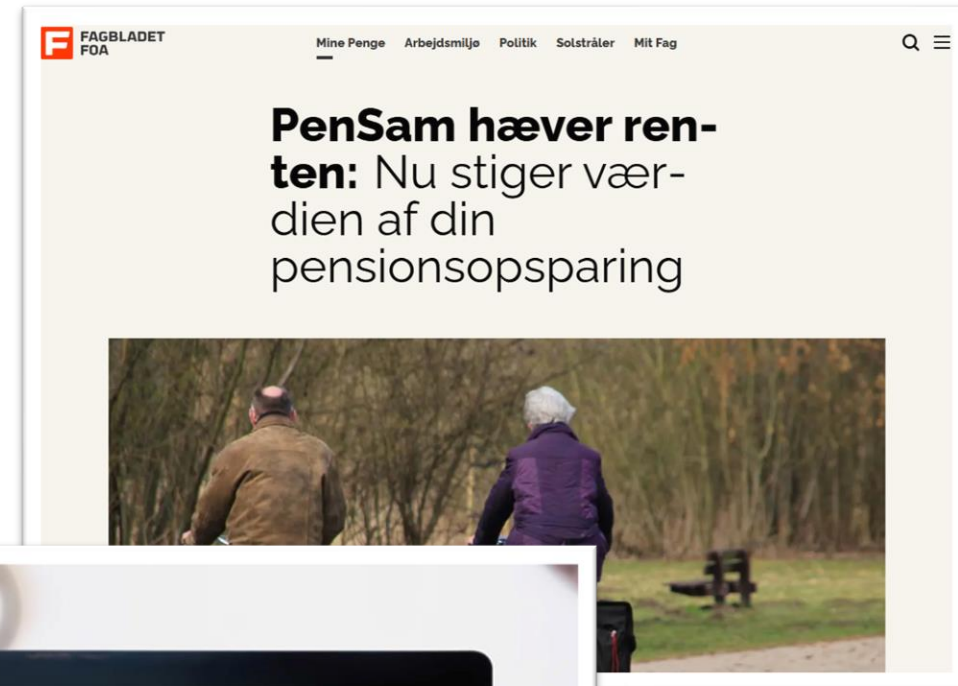 FAGBLADET
FOA
Mine Penge Arbejdsmiljø Politik Solstråler Mit Fag
PenSam hæver ren-
ten: Nu stiger vær-
dien af din
pensionsopsparing